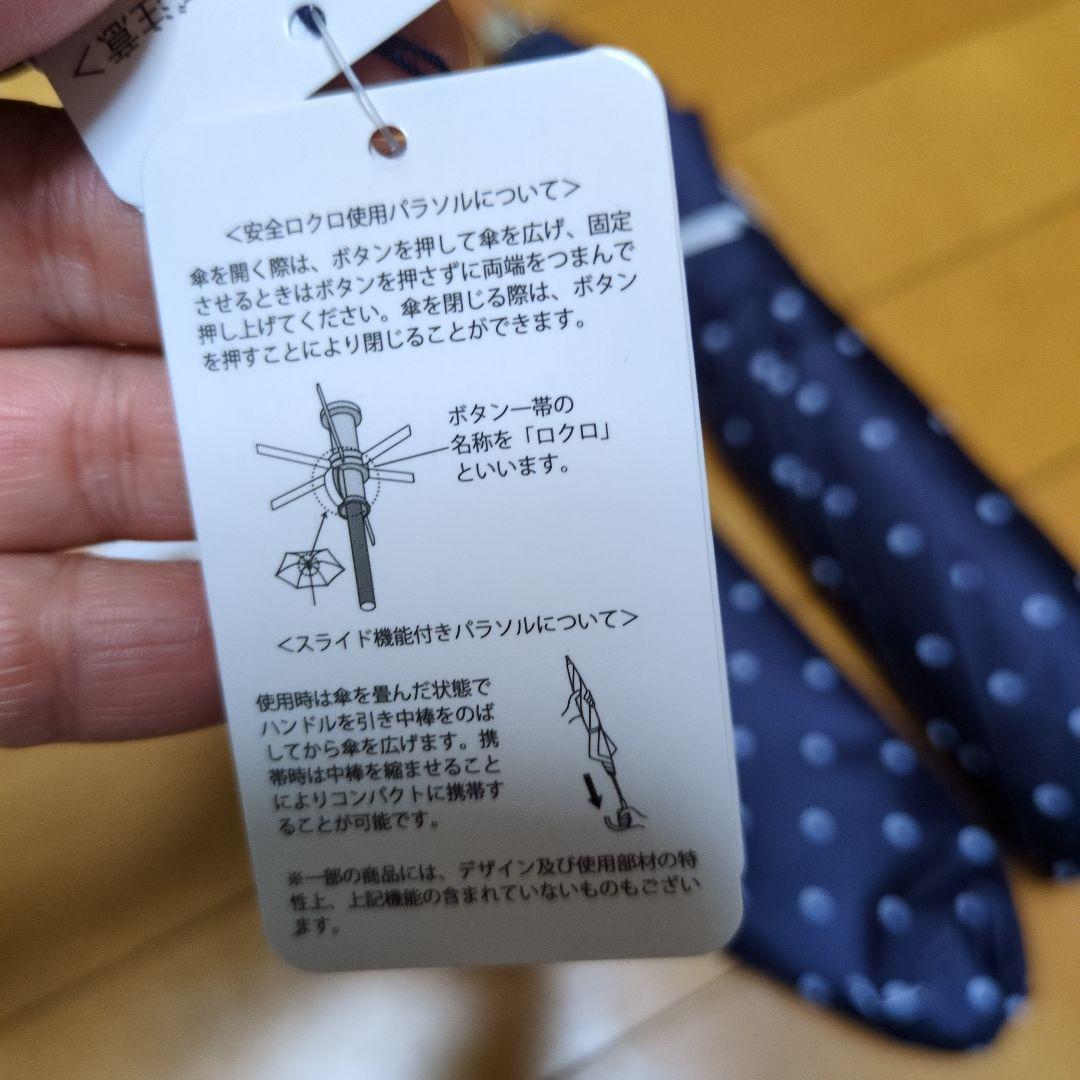 ご注意＞
＜安全ロクロ使用パラソルについて＞
傘を開く際は、ボタンを押して傘を広げ、固定
させるときはボタンを押さずに両端をつまんで
押し上げてください。傘を閉じる際は、ボタン
を押すことにより閉じることができます。
ボタン一帯の
名称を「ロクロ」
といいます。
＜スライド機能付きパラソルについて＞
使用時は傘を畳んだ状態で
ハンドルを引き中棒をのば
してから傘を広げます。携
帯時は中棒を縮ませること
によりコンパクトに携帯す
ることが可能です。
※一部の商品には、デザイン及び使用部材の特
性上、上記機能の含まれていないものもござい
ます。